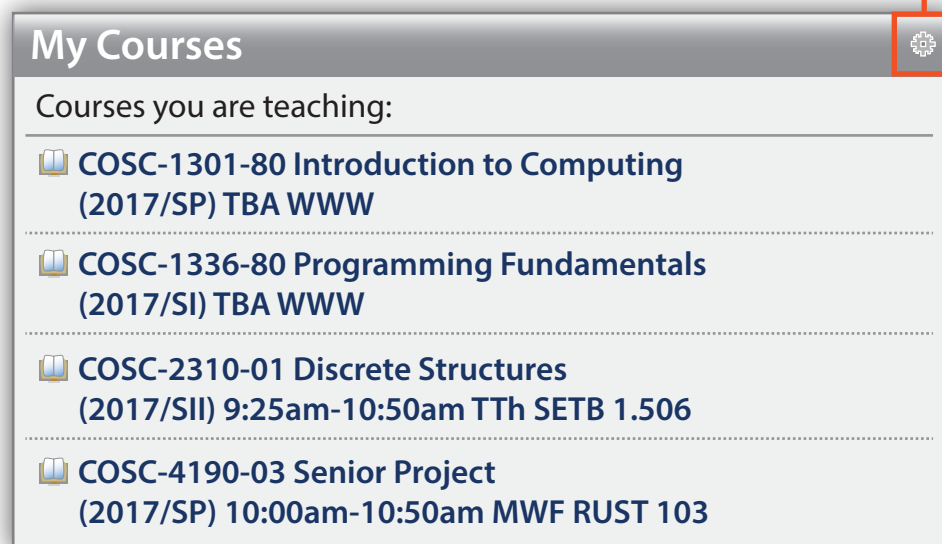 My Courses
Courses you are teaching:
COSC-1301-80 Introduction to Computing
(2017/SP) TBA WWW
COSC-1336-80 Programming Fundamentals
(2017/SI) TBA WWW
COSC-2310-01 Discrete Structures
(2017/SII) 9:25am-10:50am TTh SETB 1.506
COSC-4190-03 Senior Project
(2017/SP) 10:00am-10:50am MWF RUST 103